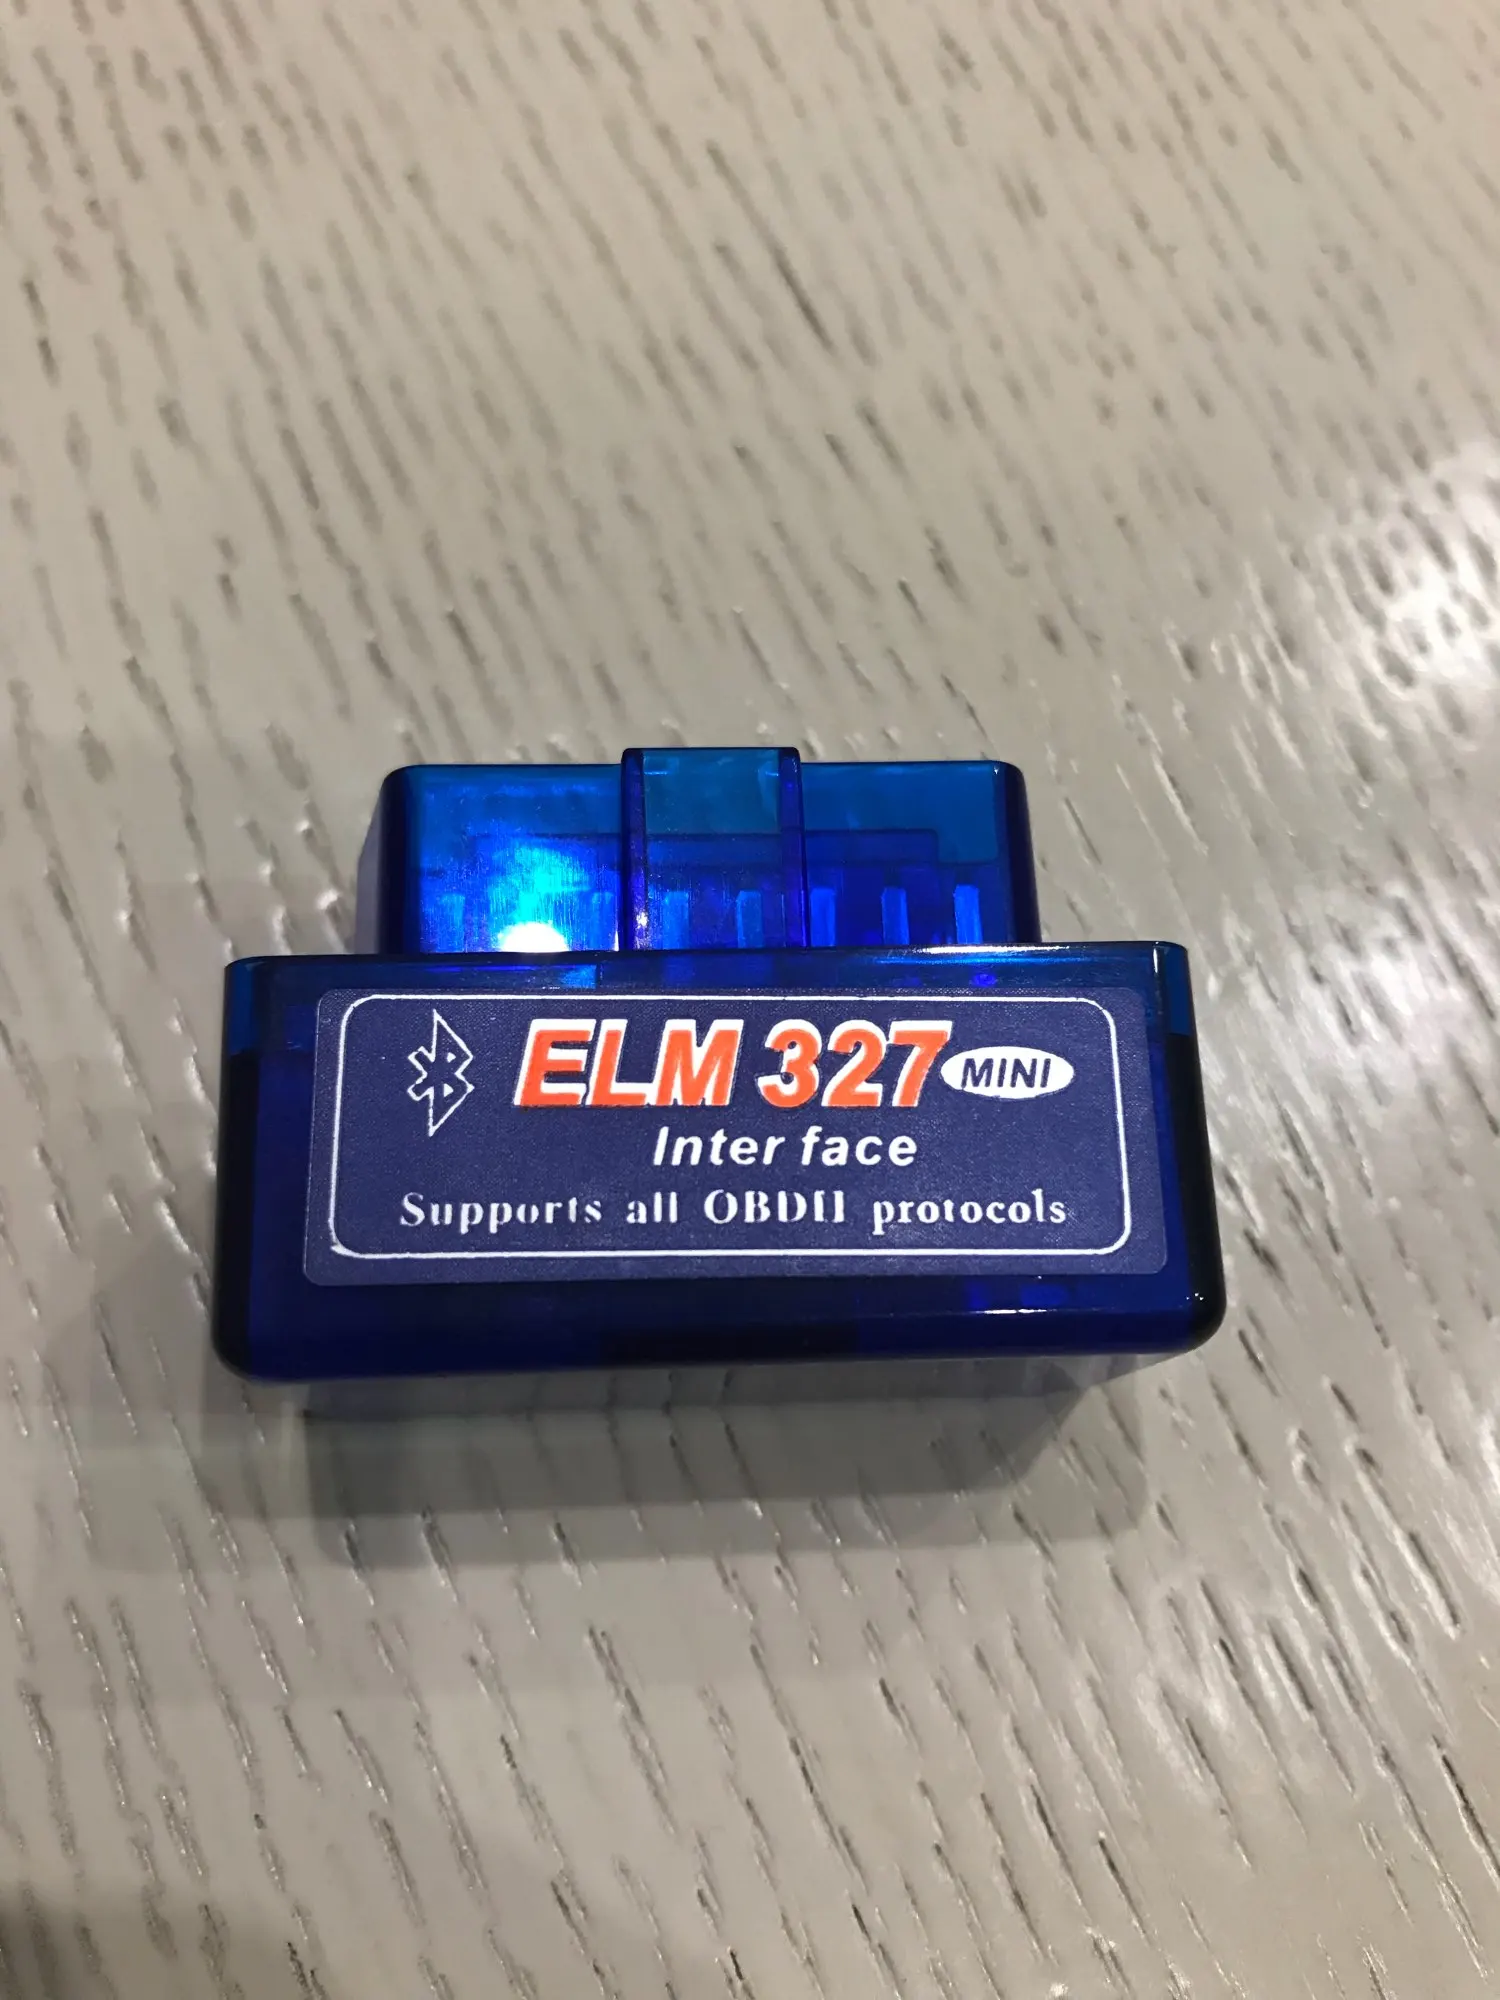 ELM 327 MINI
Inter face
Supports all OBDII protocols